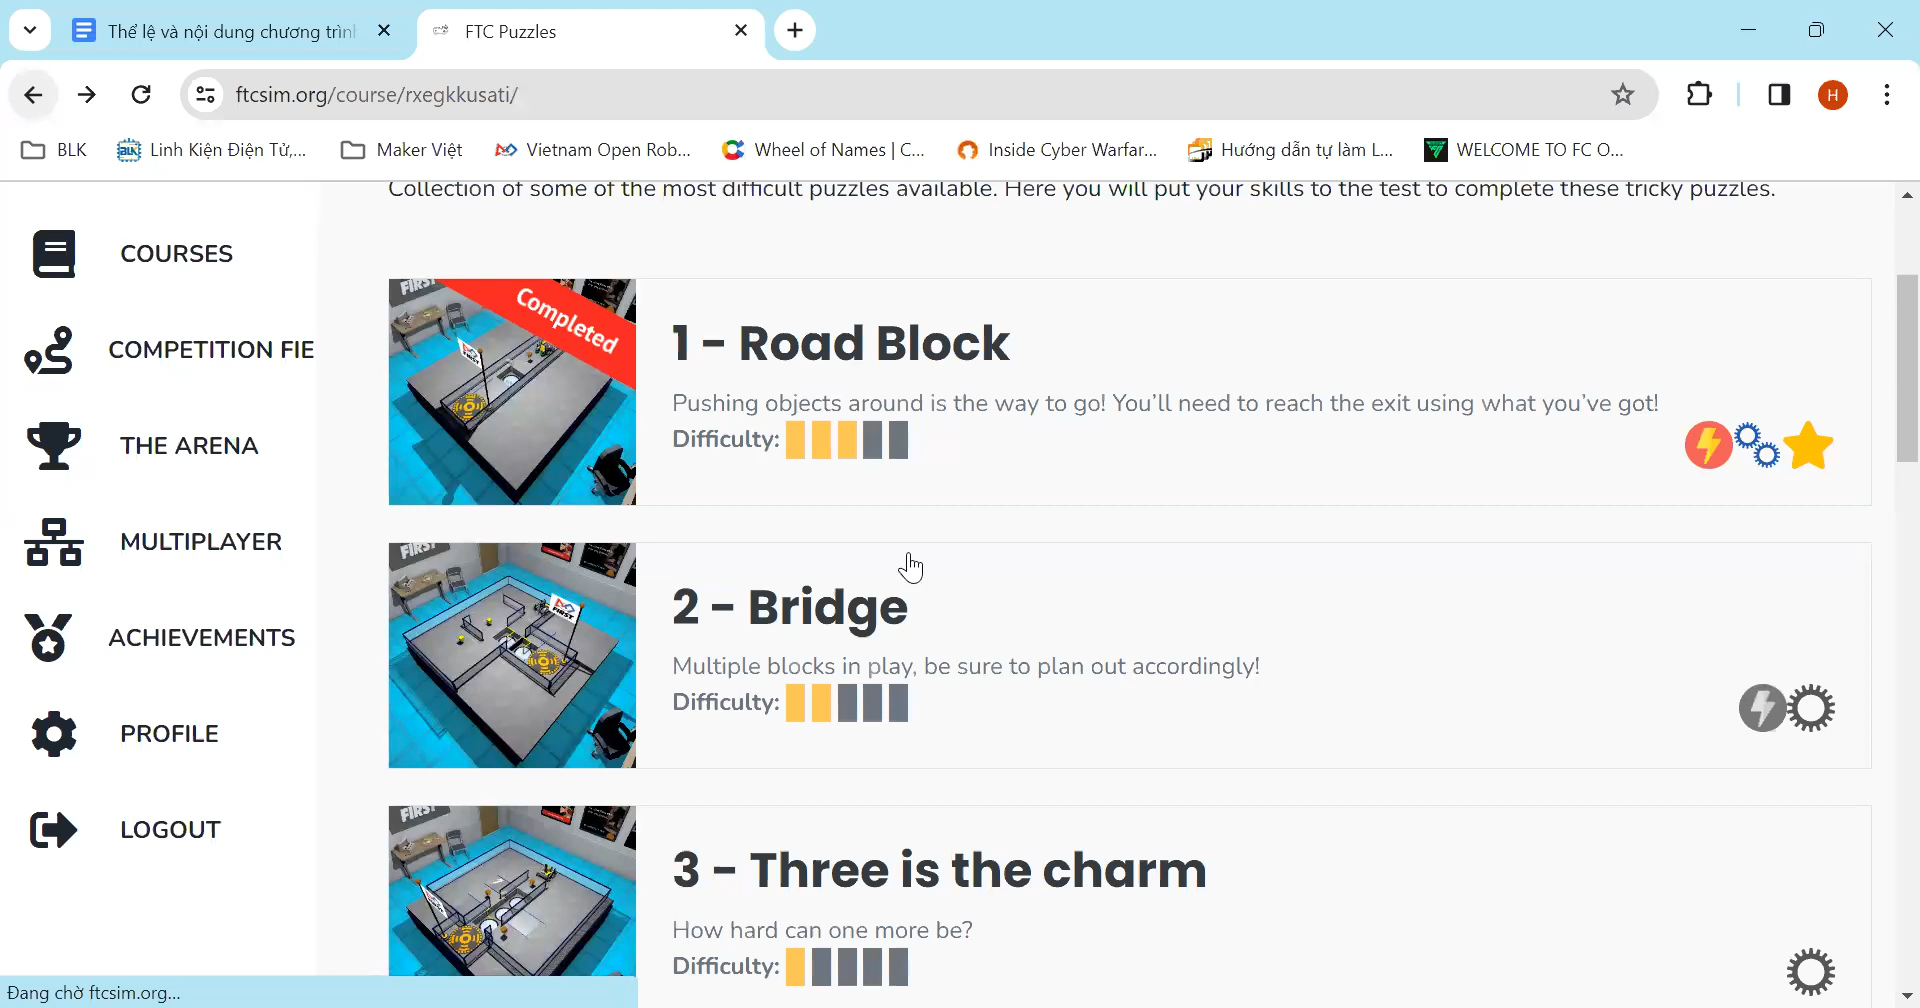 Thể lệ và nội dung chương trình
FTC Puzzles
ftcsim.org/course/rxegkkusati/
H
BLK
Linh Kiện Điện Tử,...
Maker Việt
Vietnam Open Rob...
Wheel of Names | C...
Inside Cyber Warfar...
Hướng dẫn tự làm L...
WELCOME TO FC O...
Collection of some of the most difficult puzzles available. Here you will put your skills to the test to complete these tricky puzzles.
COURSES
COMPETITION FIE
THE ARENA
MULTIPLAYER
ACHIEVEMENTS
PROFILE
LOGOUT
FIRST
Completed
FIRST
1 - Road Block
Pushing objects around is the way to go! You'll need to reach the exit using what you've got!
Difficulty:
FIRST
FIRST
2 - Bridge
Multiple blocks in play, be sure to plan out accordingly!
Difficulty:
FIRST
3 - Three is the charm
How hard can one more be?
Difficulty:
Đang chờ ftcsim.org...